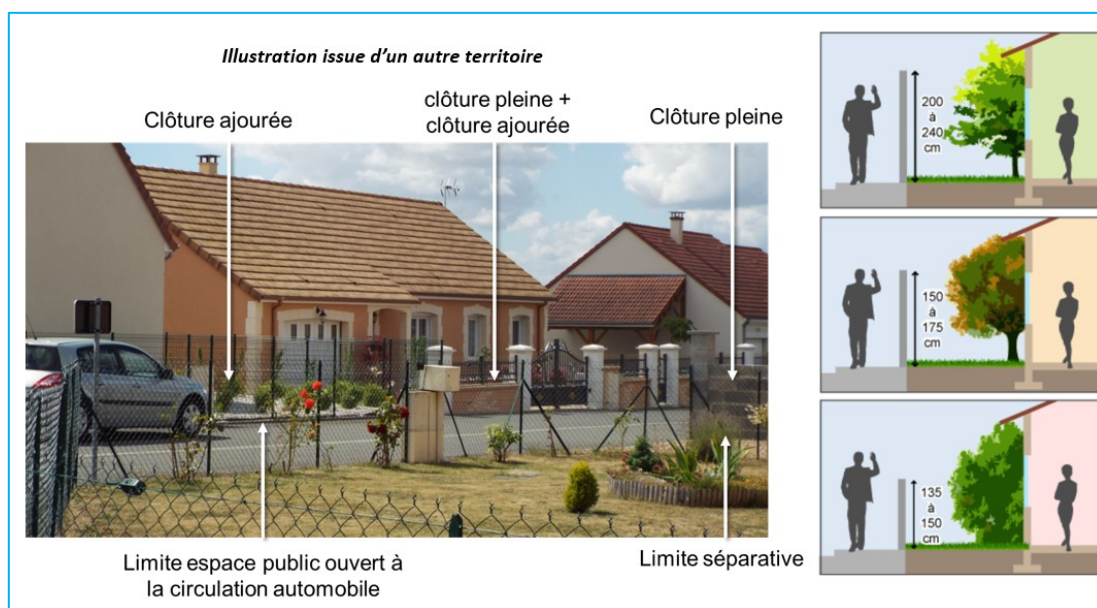 Illustration issue d'un autre territoire
Clôture ajourée
clôture pleine +
clôture ajourée
Clôture pleine
Limite espace public ouvert à
la circulation automobile
Limite séparative
200
à
240
cm
150
à
175
cm
135
à
150
cm